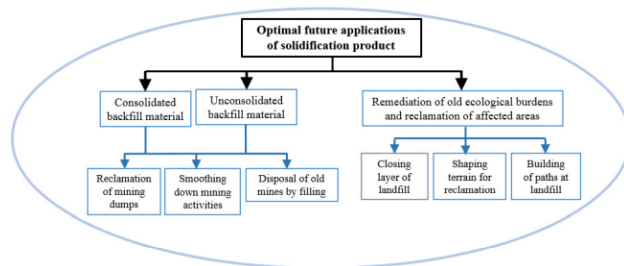 Optimal future applications
of solidification product
Consolidated
backfill material
Unconsolidated
backfill material
Remediation of old ecological burdens
and reclamation of affected areas
Reclamation
of mining
dumps
Smoothing
down mining
activities
Disposal of old
mines by filling
Closing
layer of
landfill
Shaping
terrain for
reclamation
Building
of paths at
landfill